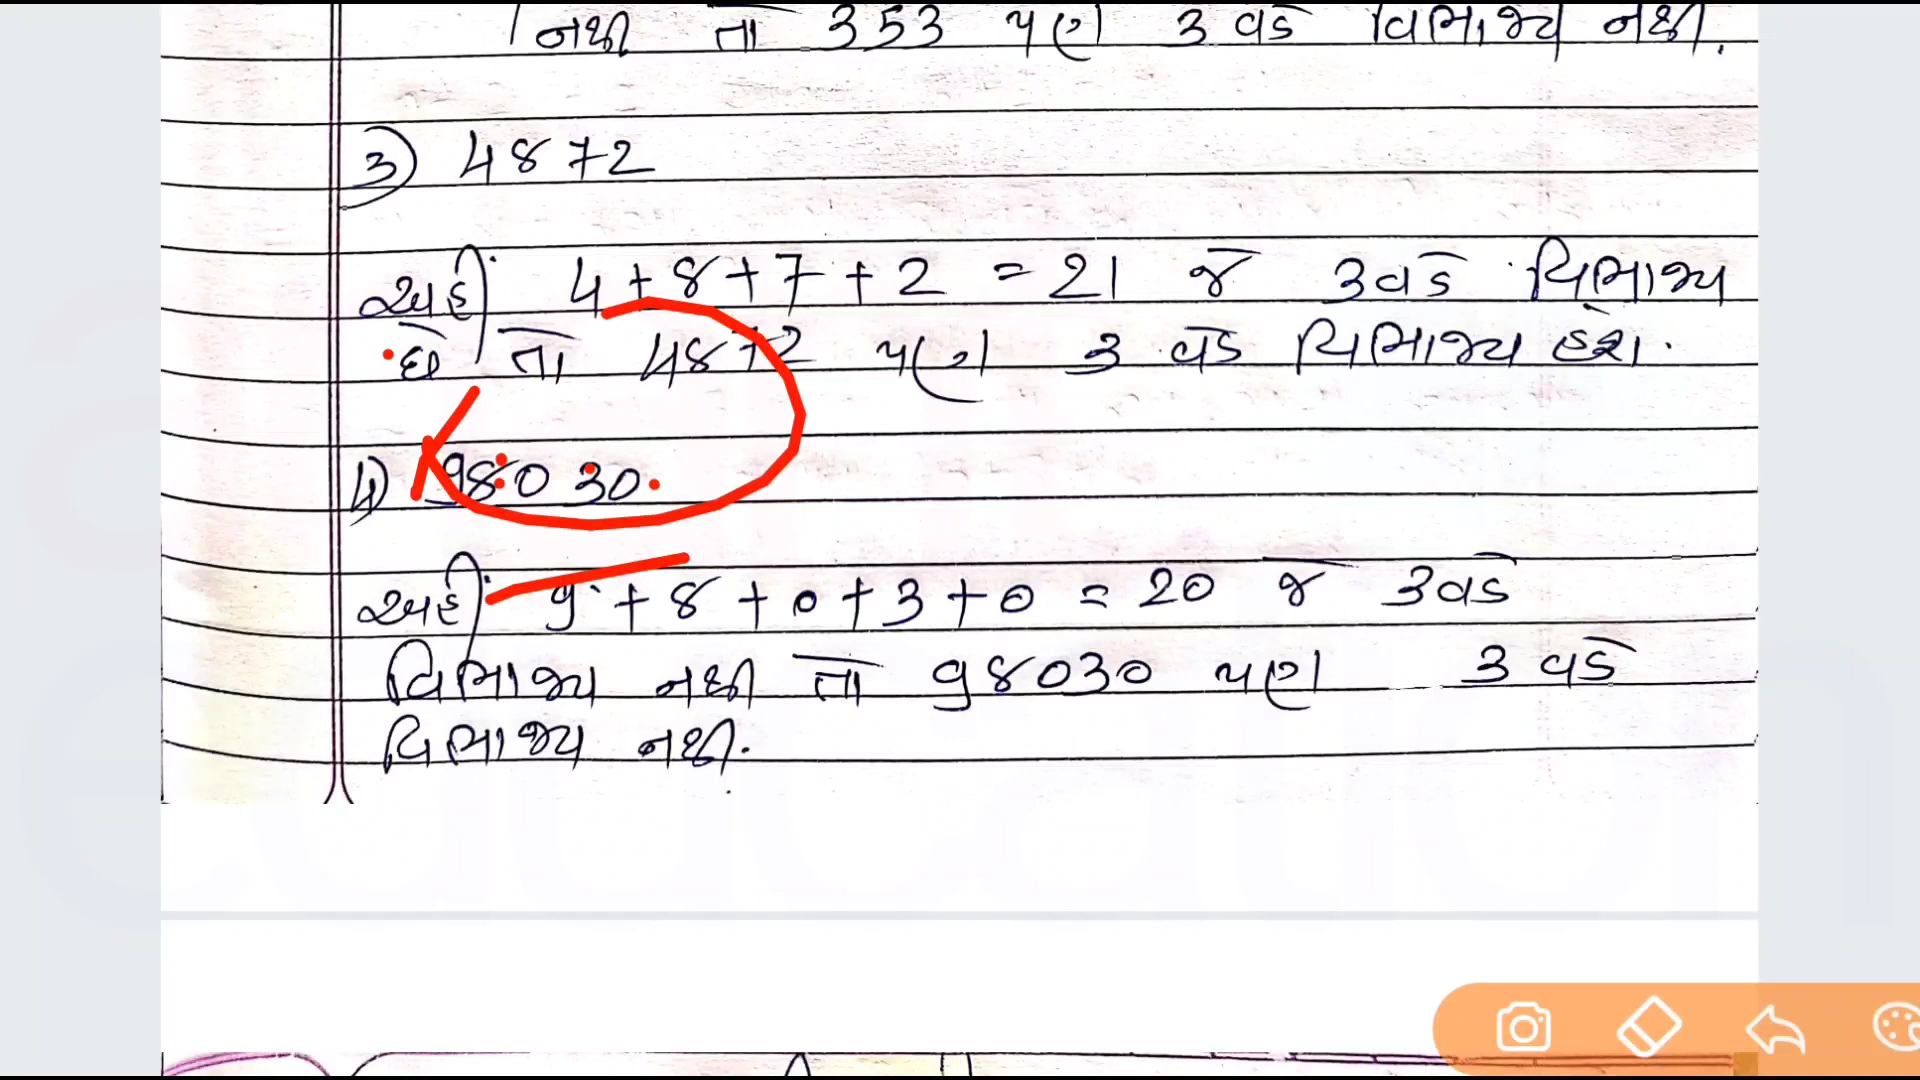 નથી તો 353 પણ 3 વડે વિભાજ્ય નથી.
3) 4872
અહીં 4+8+7+2 = 21 જે 3 વડે વિભાજ્ય
છે તો 4872 પણ 3 વડે વિભાજ્ય હશે.
4) 98030
અહીં 9+8+0+3+0 = 20 જે 3 વડે
વિભાજ્ય નથી તો 98030 પણ 3 વડે
વિભાજ્ય નથી.